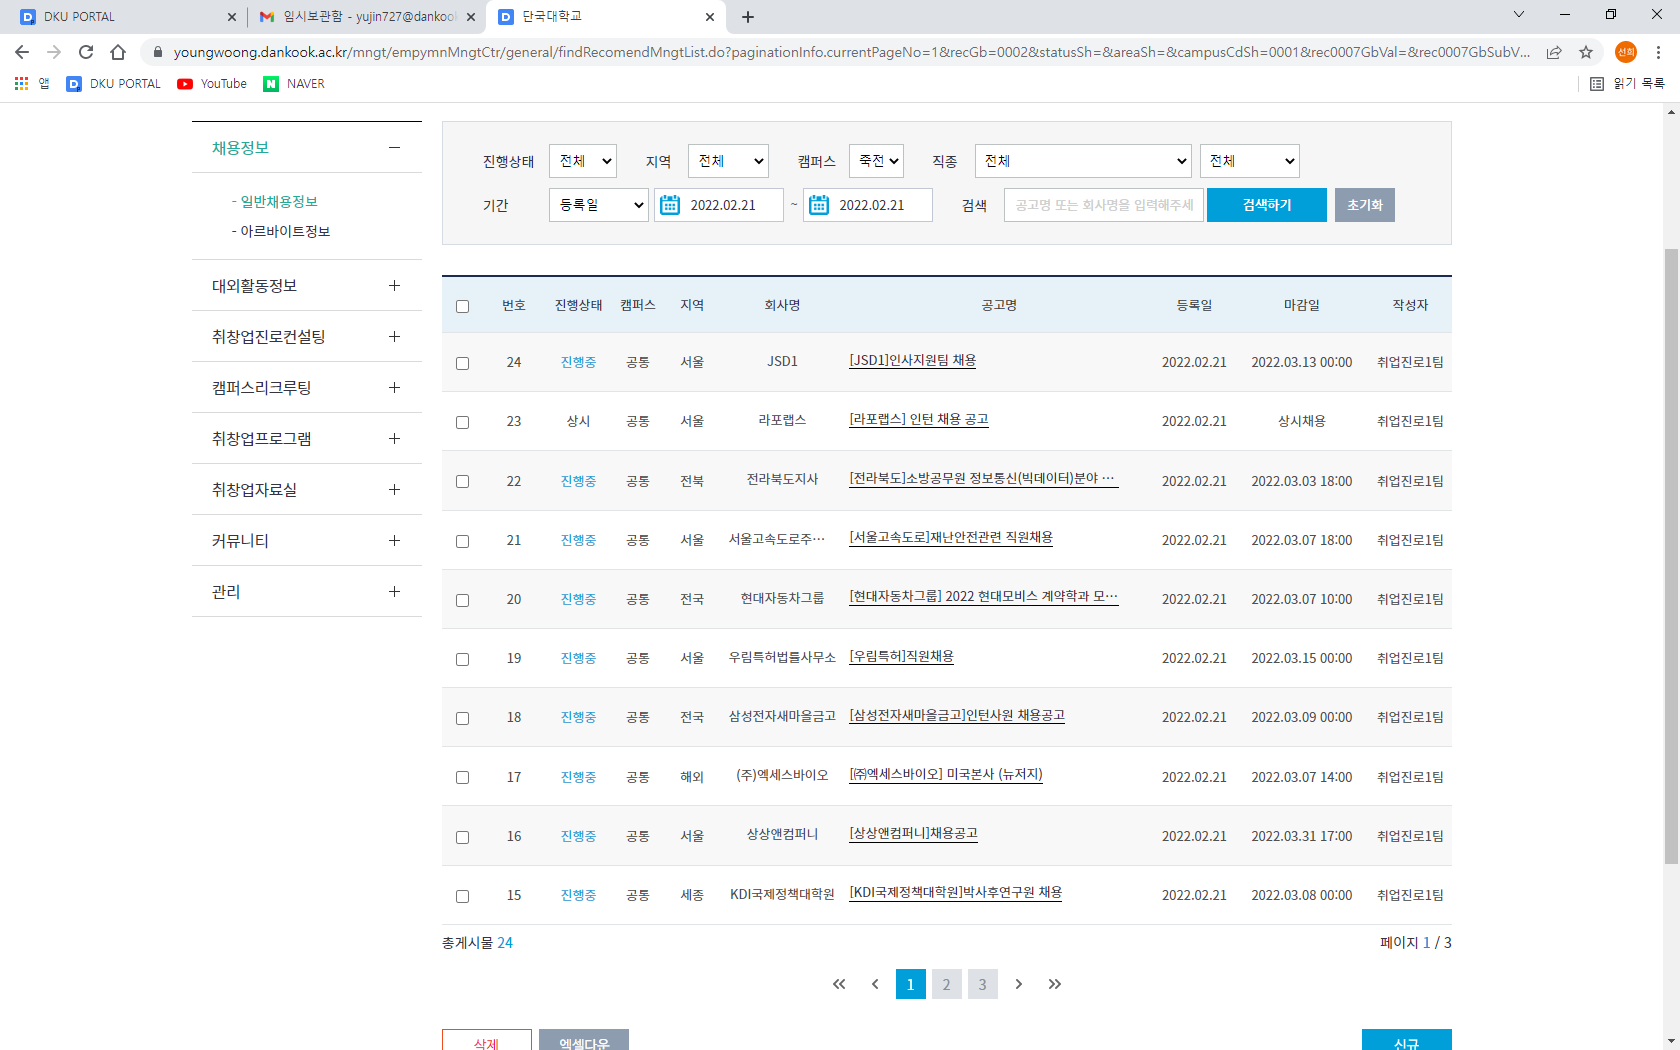 DKU PORTAL
임시보관함 - yujin727@dankook
단국대학교
youngwoong.dankook.ac.kr/mngt/empymnMngtCtr/general/findRecomendMngtList.do?paginationInfo.currentPageNo=1&recGb=0002&statusSh=&areaSh=&campusCdSh=0001&rec0007GbVal=&rec0007GbSubV...
선희
앱 DKU PORTAL YouTube NAVER 읽기 목록
채용정보
- 일반채용정보
- 아르바이트정보
대외활동정보
취창업진로컨설팅
캠퍼스리크루팅
취창업프로그램
취창업자료실
커뮤니티
관리
진행상태 전체 지역 전체 캠퍼스 죽전 직종 전체 전체
기간 등록일 2022.02.21 ~ 2022.02.21 검색 공고명 또는 회사명을 입력해주세 검색하기 초기화
번호 진행상태 캠퍼스 지역 회사명 공고명 등록일 마감일 작성자
24 진행중 공통 서울 JSD1 [JSD1]인사지원팀 채용 2022.02.21 2022.03.13 00:00 취업진로1팀
23 상시 공통 서울 라포랩스 [라포랩스] 인턴 채용 공고 2022.02.21 상시채용 취업진로1팀
22 진행중 공통 전북 전라북도지사 [전라북도]소방공무원 정보통신(빅데이터)분야 … 2022.02.21 2022.03.03 18:00 취업진로1팀
21 진행중 공통 서울 서울고속도로주… [서울고속도로]재난안전관련 직원채용 2022.02.21 2022.03.07 18:00 취업진로1팀
20 진행중 공통 전국 현대자동차그룹 [현대자동차그룹] 2022 현대모비스 계약학과 모… 2022.02.21 2022.03.07 10:00 취업진로1팀
19 진행중 공통 서울 우림특허법률사무소 [우림특허]직원채용 2022.02.21 2022.03.15 00:00 취업진로1팀
18 진행중 공통 전국 삼성전자새마을금고 [삼성전자새마을금고]인턴사원 채용공고 2022.02.21 2022.03.09 00:00 취업진로1팀
17 진행중 공통 해외 (주)엑세스바이오 [㈜엑세스바이오] 미국본사 (뉴저지) 2022.02.21 2022.03.07 14:00 취업진로1팀
16 진행중 공통 서울 상상앤컴퍼니 [상상앤컴퍼니]채용공고 2022.02.21 2022.03.31 17:00 취업진로1팀
15 진행중 공통 세종 KDI국제정책대학원 [KDI국제정책대학원]박사후연구원 채용 2022.02.21 2022.03.08 00:00 취업진로1팀
총게시물 24 페이지 1 / 3
1 2 3
삭제 엑셀다운 신규